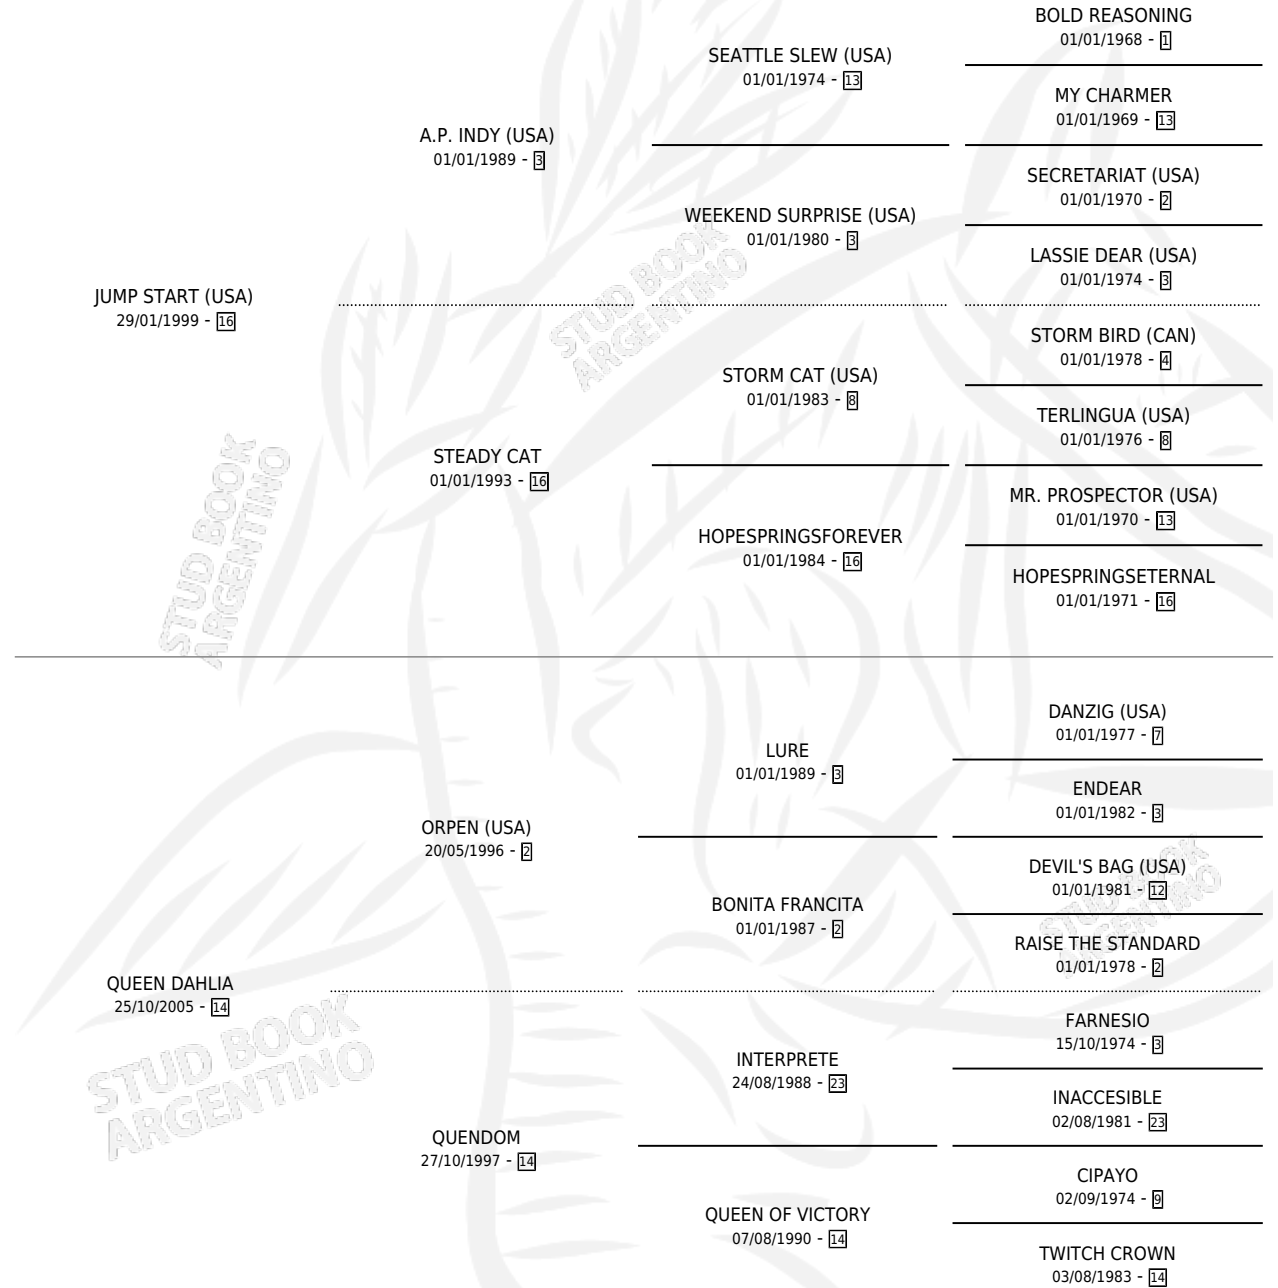 BOLD REASONING
01/01/1968 - 1
SEATTLE SLEW (USA)
01/01/1974 - 13
MY CHARMER
01/01/1969 - 13
A.P. INDY (USA)
01/01/1989 - 3
SECRETARIAT (USA)
01/01/1970 - 2
WEEKEND SURPRISE (USA)
01/01/1980 - 3
LASSIE DEAR (USA)
01/01/1974 - 3
JUMP START (USA)
29/01/1999 - 16
STORM BIRD (CAN)
01/01/1978 - 4
STORM CAT (USA)
01/01/1983 - 8
TERLINGUA (USA)
01/01/1976 - 8
STEADY CAT
01/01/1993 - 16
MR. PROSPECTOR (USA)
01/01/1970 - 13
HOPESPRINGSFOREVER
01/01/1984 - 16
HOPESPRINGSETERNAL
01/01/1971 - 16
DANZIG (USA)
01/01/1977 - 7
LURE
01/01/1989 - 3
ENDEAR
01/01/1982 - 3
ORPEN (USA)
20/05/1996 - 2
DEVIL'S BAG (USA)
01/01/1981 - 12
BONITA FRANCITA
01/01/1987 - 2
RAISE THE STANDARD
01/01/1978 - 2
QUEEN DAHLIA
25/10/2005 - 14
FARNESIO
15/10/1974 - 3
INTERPRETE
24/08/1988 - 23
INACCESIBLE
02/08/1981 - 23
QUENDOM
27/10/1997 - 14
CIPAYO
02/09/1974 - 9
QUEEN OF VICTORY
07/08/1990 - 14
TWITCH CROWN
03/08/1983 - 14
STUD BOOK
ARGENTINO
STUD BOOK
ARGENTINO
STUD BOOK
ARGENTINO
STUD BOOK
ARGENTINO